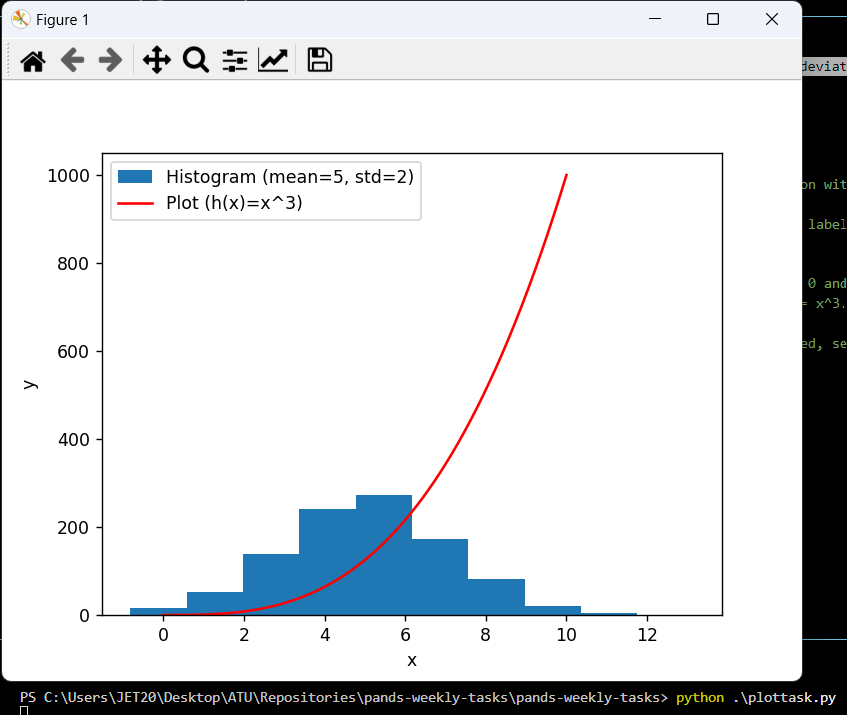 Figure 1
deviat
on wit
label
0 and
= x^3.
ed, se
Histogram (mean=5, std=2)
Plot (h(x)=x^3)
1000
800
600
400
200
0
y
0 2 4 6 8 10 12
x
PS C:\Users\JET20\Desktop\ATU\Repositories\pands-weekly-tasks\pands-weekly-tasks> python .\plottask.py